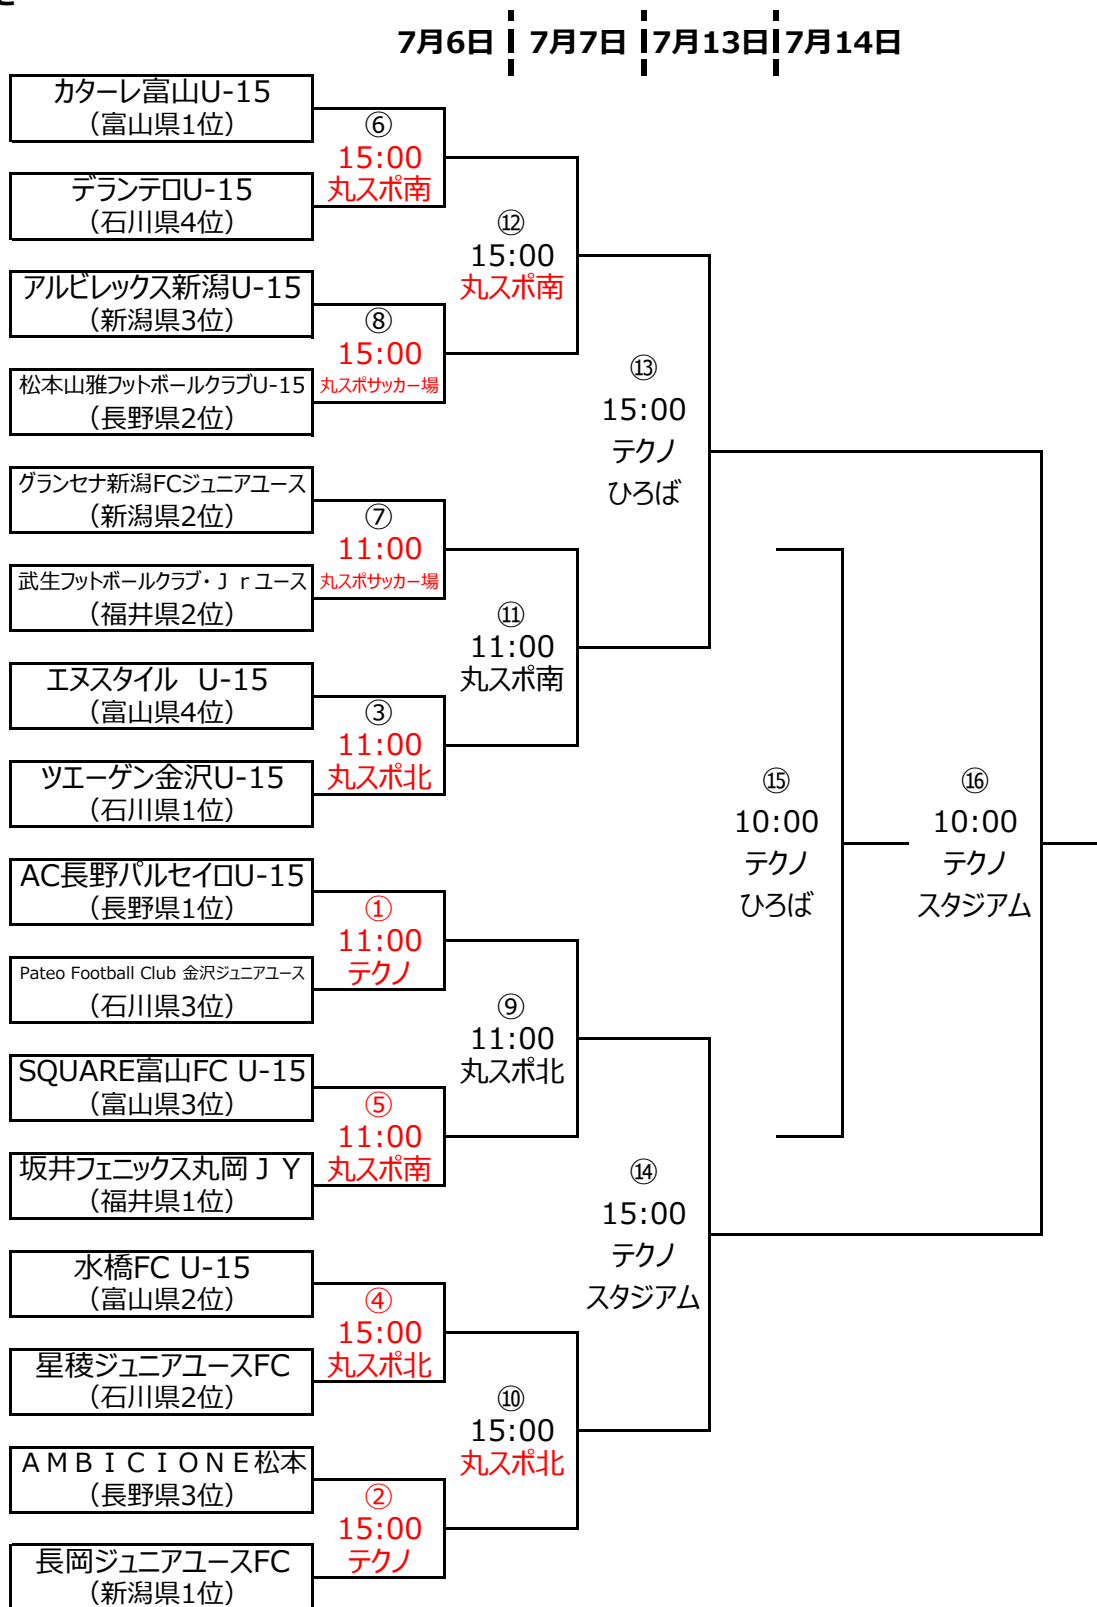 7月6日 7月7日 7月13日 7月14日
カターレ富山U-15
（富山県1位）
⑥
15:00
丸スポ南
デランテロU-15
（石川県4位）
⑫
15:00
丸スポ南
アルビレックス新潟U-15
（新潟県3位）
⑧
15:00
丸スポサッカー場
松本山雅フットボールクラブU-15
（長野県2位）
⑬
15:00
テクノ
ひろば
グランセナ新潟FCジュニアユース
（新潟県2位）
⑦
11:00
丸スポサッカー場
武生フットボールクラブ・Ｊｒユース
（福井県2位）
⑪
11:00
丸スポ南
エヌスタイル　U-15
（富山県4位）
③
11:00
丸スポ北
ツエーゲン金沢U-15
（石川県1位）
⑮
10:00
テクノ
ひろば
⑯
10:00
テクノ
スタジアム
AC長野パルセイロU-15
（長野県1位）
①
11:00
テクノ
Pateo Football Club 金沢ジュニアユース
（石川県3位）
⑨
11:00
丸スポ北
SQUARE富山FC U-15
（富山県3位）
⑤
11:00
丸スポ南
坂井フェニックス丸岡ＪＹ
（福井県1位）
⑭
15:00
テクノ
スタジアム
水橋FC U-15
（富山県2位）
④
15:00
丸スポ北
星稜ジュニアユースFC
（石川県2位）
⑩
15:00
丸スポ北
ＡＭＢＩＣＩＯＮＥ松本
（長野県3位）
②
15:00
テクノ
長岡ジュニアユースFC
（新潟県1位）